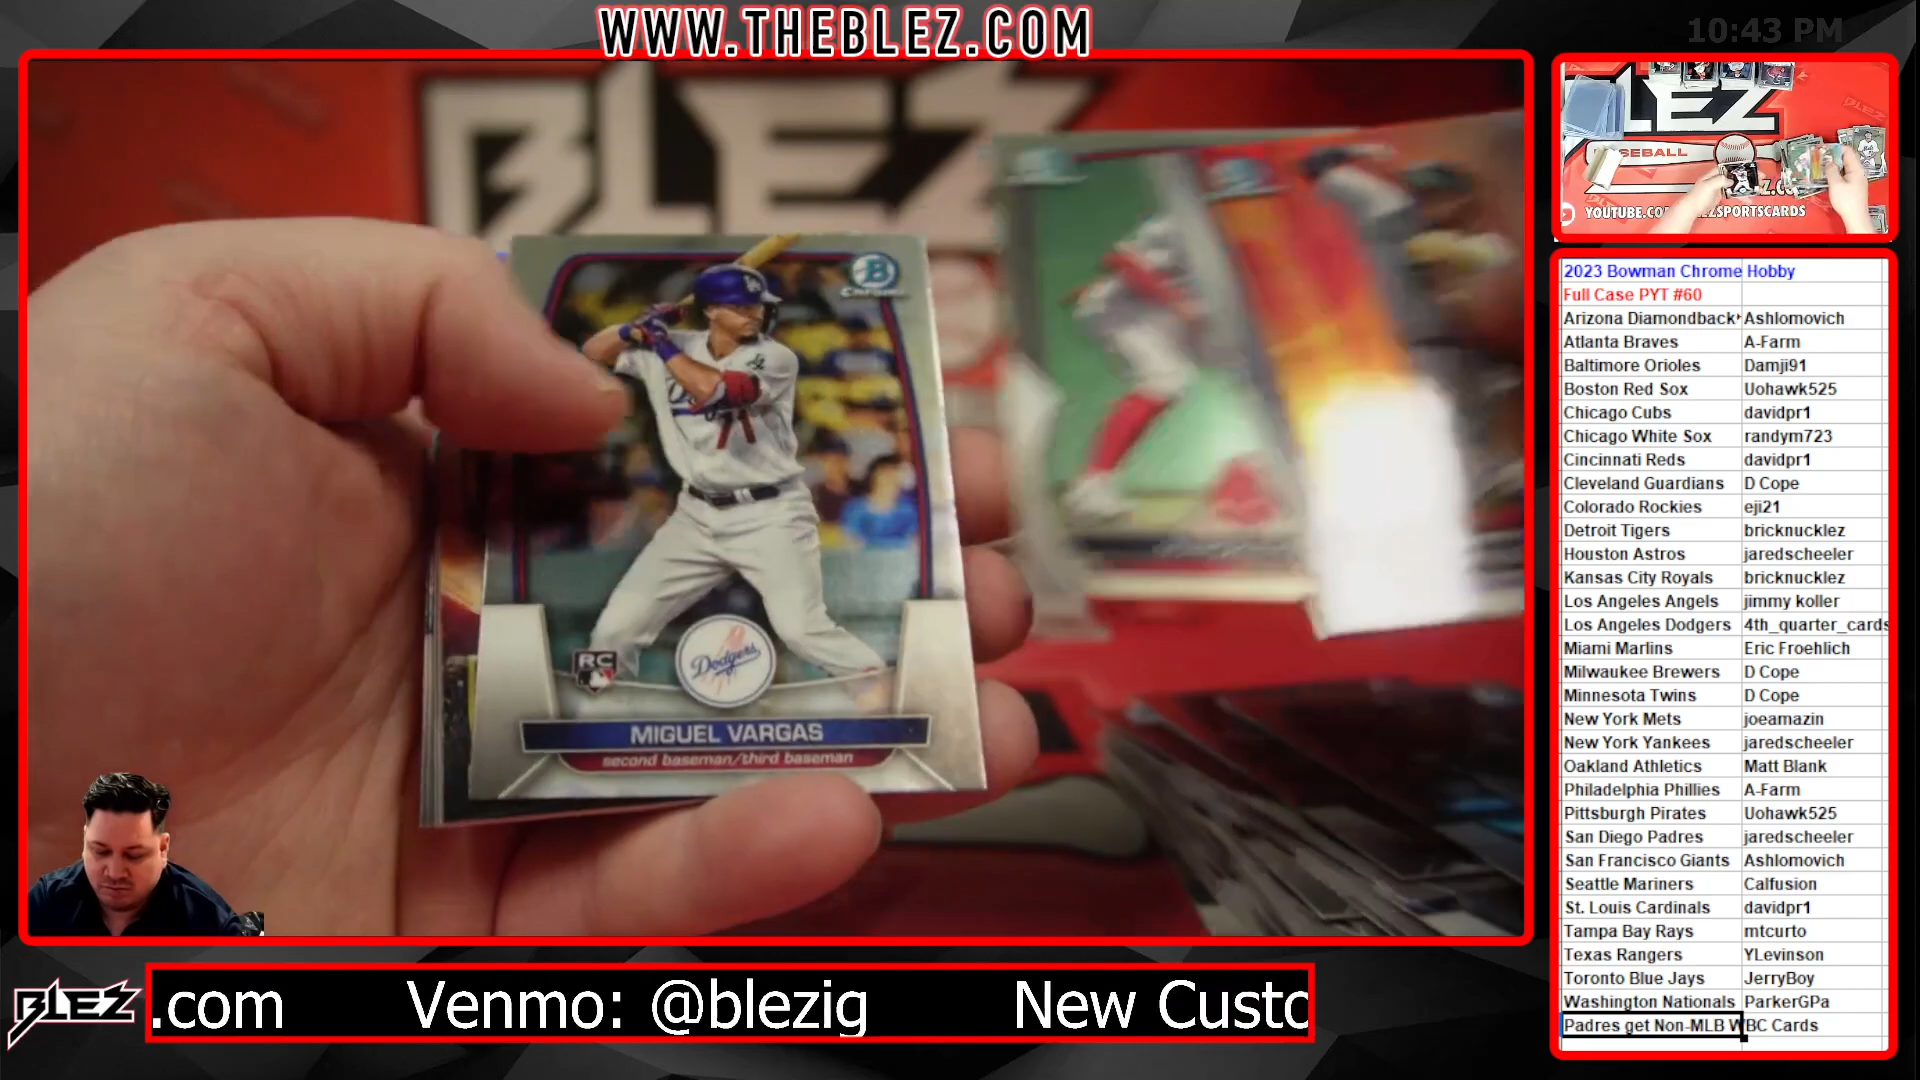 WWW.THEBLEZ.COM
10:43 PM
BLEZ
LEZ
SEBALL
YOUTUBE.CO
ZSPORTSCARDS
B
CHROME
Dodgers
71
RC
Dodgers
MIGUEL VARGAS
second baseman/third baseman
2023 Bowman Chrome Hobby
Full Case PYT #60
Arizona Diamondback Ashlomovich
Atlanta Braves A-Farm
Baltimore Orioles Damji91
Boston Red Sox Uohawk525
Chicago Cubs davidpr1
Chicago White Sox randym723
Cincinnati Reds davidpr1
Cleveland Guardians D Cope
Colorado Rockies eji21
Detroit Tigers bricknucklez
Houston Astros jaredscheeler
Kansas City Royals bricknucklez
Los Angeles Angels jimmy koller
Los Angeles Dodgers 4th_quarter_cards
Miami Marlins Eric Froehlich
Milwaukee Brewers D Cope
Minnesota Twins D Cope
New York Mets joeamazin
New York Yankees jaredscheeler
Oakland Athletics Matt Blank
Philadelphia Phillies A-Farm
Pittsburgh Pirates Uohawk525
San Diego Padres jaredscheeler
San Francisco Giants Ashlomovich
Seattle Mariners Calfusion
St. Louis Cardinals davidpr1
Tampa Bay Rays mtcurto
Texas Rangers YLevinson
Toronto Blue Jays JerryBoy
Washington Nationals ParkerGPa
Padres get Non-MLB WBC Cards
BLEZ
.com Venmo: @blezig New Custo